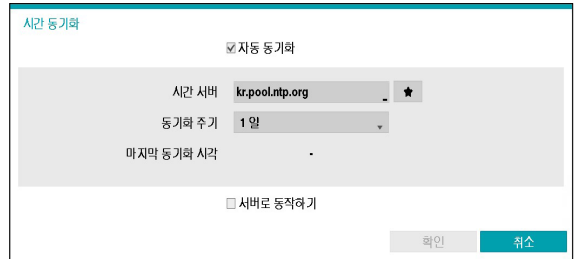 시간 동기화
자동 동기화
시간 서버 kr.pool.ntp.org
동기화 주기 1 일
마지막 동기화 시각 -
서버로 동작하기
확인 취소